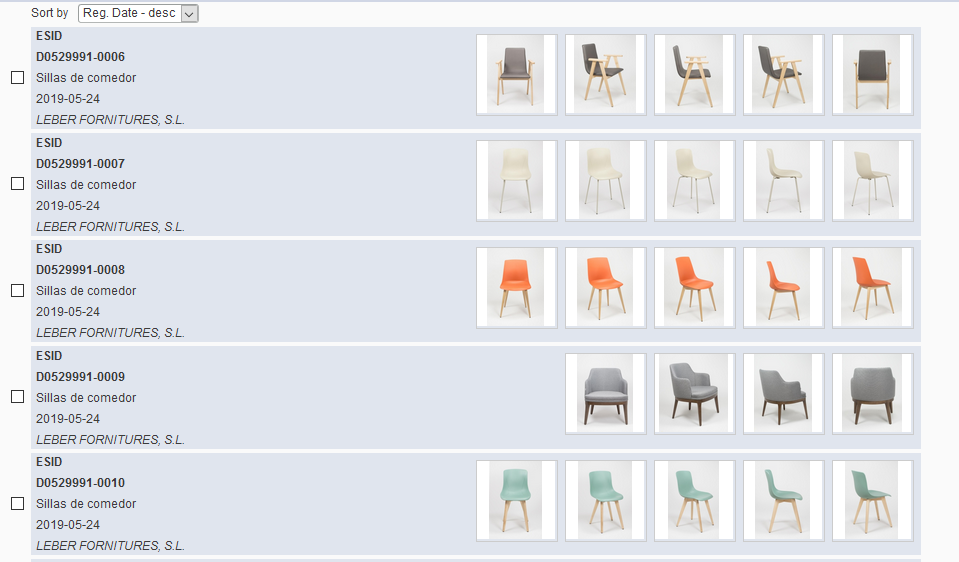 Sort by Reg. Date - desc
ESID
D0529991-0006
Sillas de comedor
2019-05-24
LEBER FORNITURES, S.L.
ESID
D0529991-0007
Sillas de comedor
2019-05-24
LEBER FORNITURES, S.L.
ESID
D0529991-0008
Sillas de comedor
2019-05-24
LEBER FORNITURES, S.L.
ESID
D0529991-0009
Sillas de comedor
2019-05-24
LEBER FORNITURES, S.L.
ESID
D0529991-0010
Sillas de comedor
2019-05-24
LEBER FORNITURES, S.L.